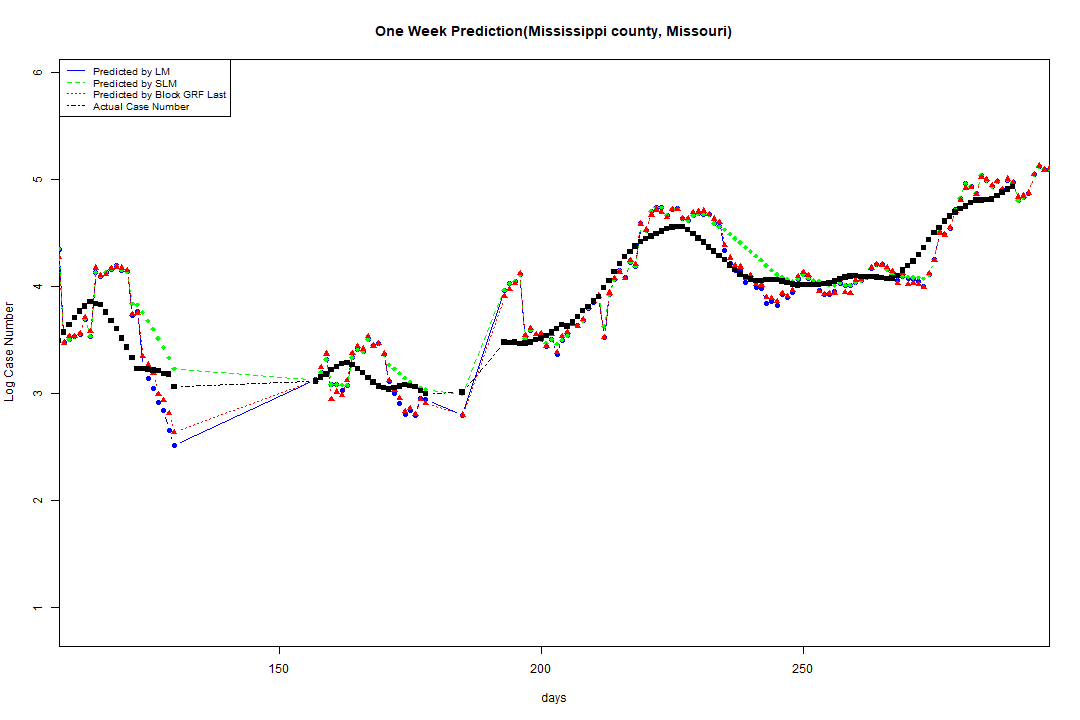 One Week Prediction(Mississippi county, Missouri)
Predicted by LM
Predicted by SLM
Predicted by Block GRF Last
Actual Case Number
6
5
4
3
2
1
Log Case Number
150
200
250
days